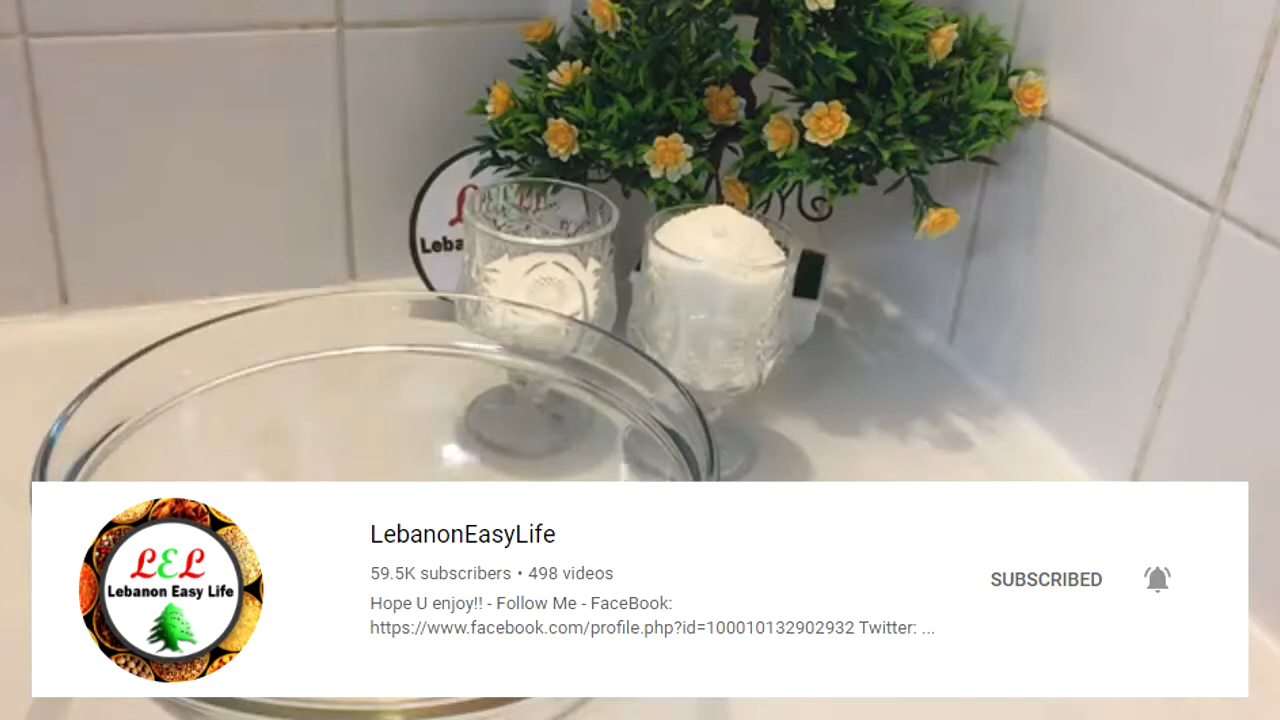 L
Leba
LEL
Lebanon Easy Life
LebanonEasyLife
59.5K subscribers • 498 videos
Hope U enjoy!! - Follow Me - FaceBook:
https://www.facebook.com/profile.php?id=100010132902932 Twitter: ...
SUBSCRIBED